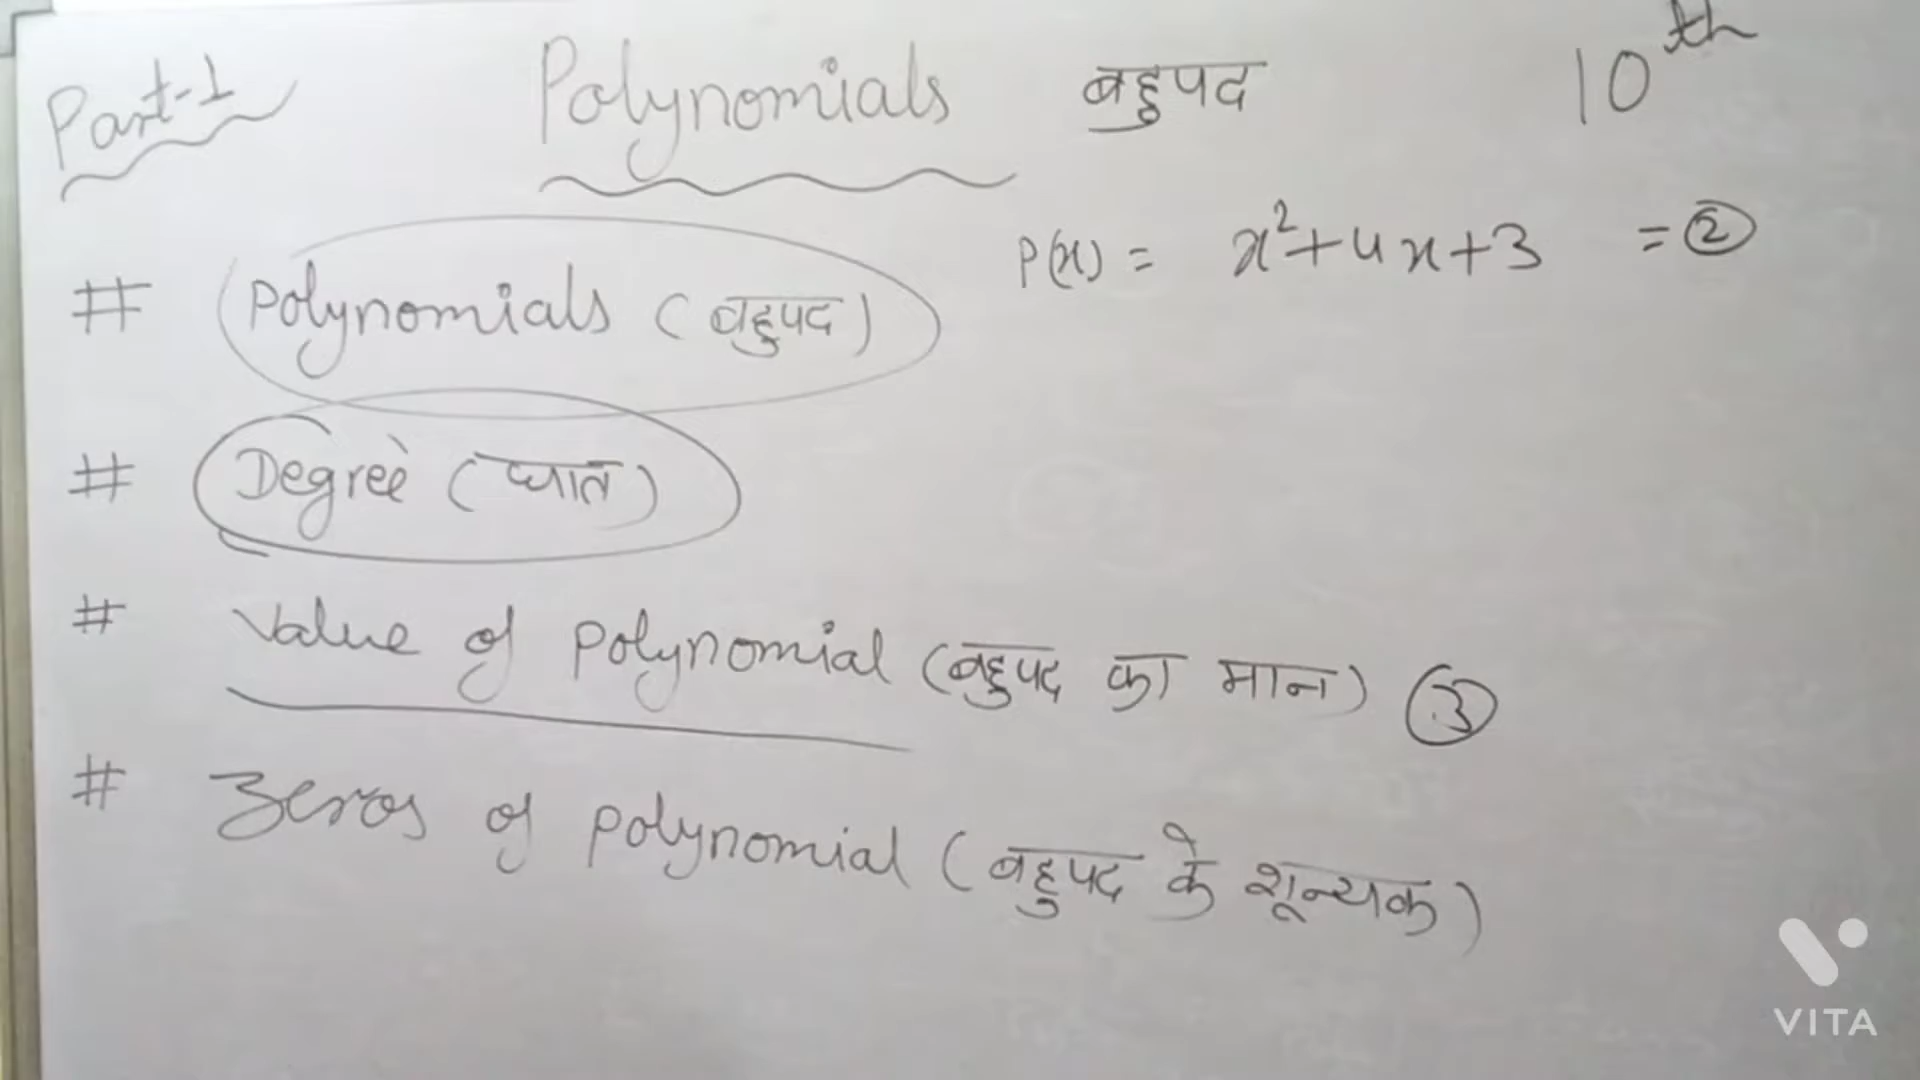 Part-1 Polynomials बहुपद 10th
P(x) = x²+4x+3 = ②
# Polynomials (बहुपद)
# Degree (घात)
# Value of Polynomial (बहुपद का मान) ③
# Zeros of Polynomial (बहुपद के शून्यक)
VITA